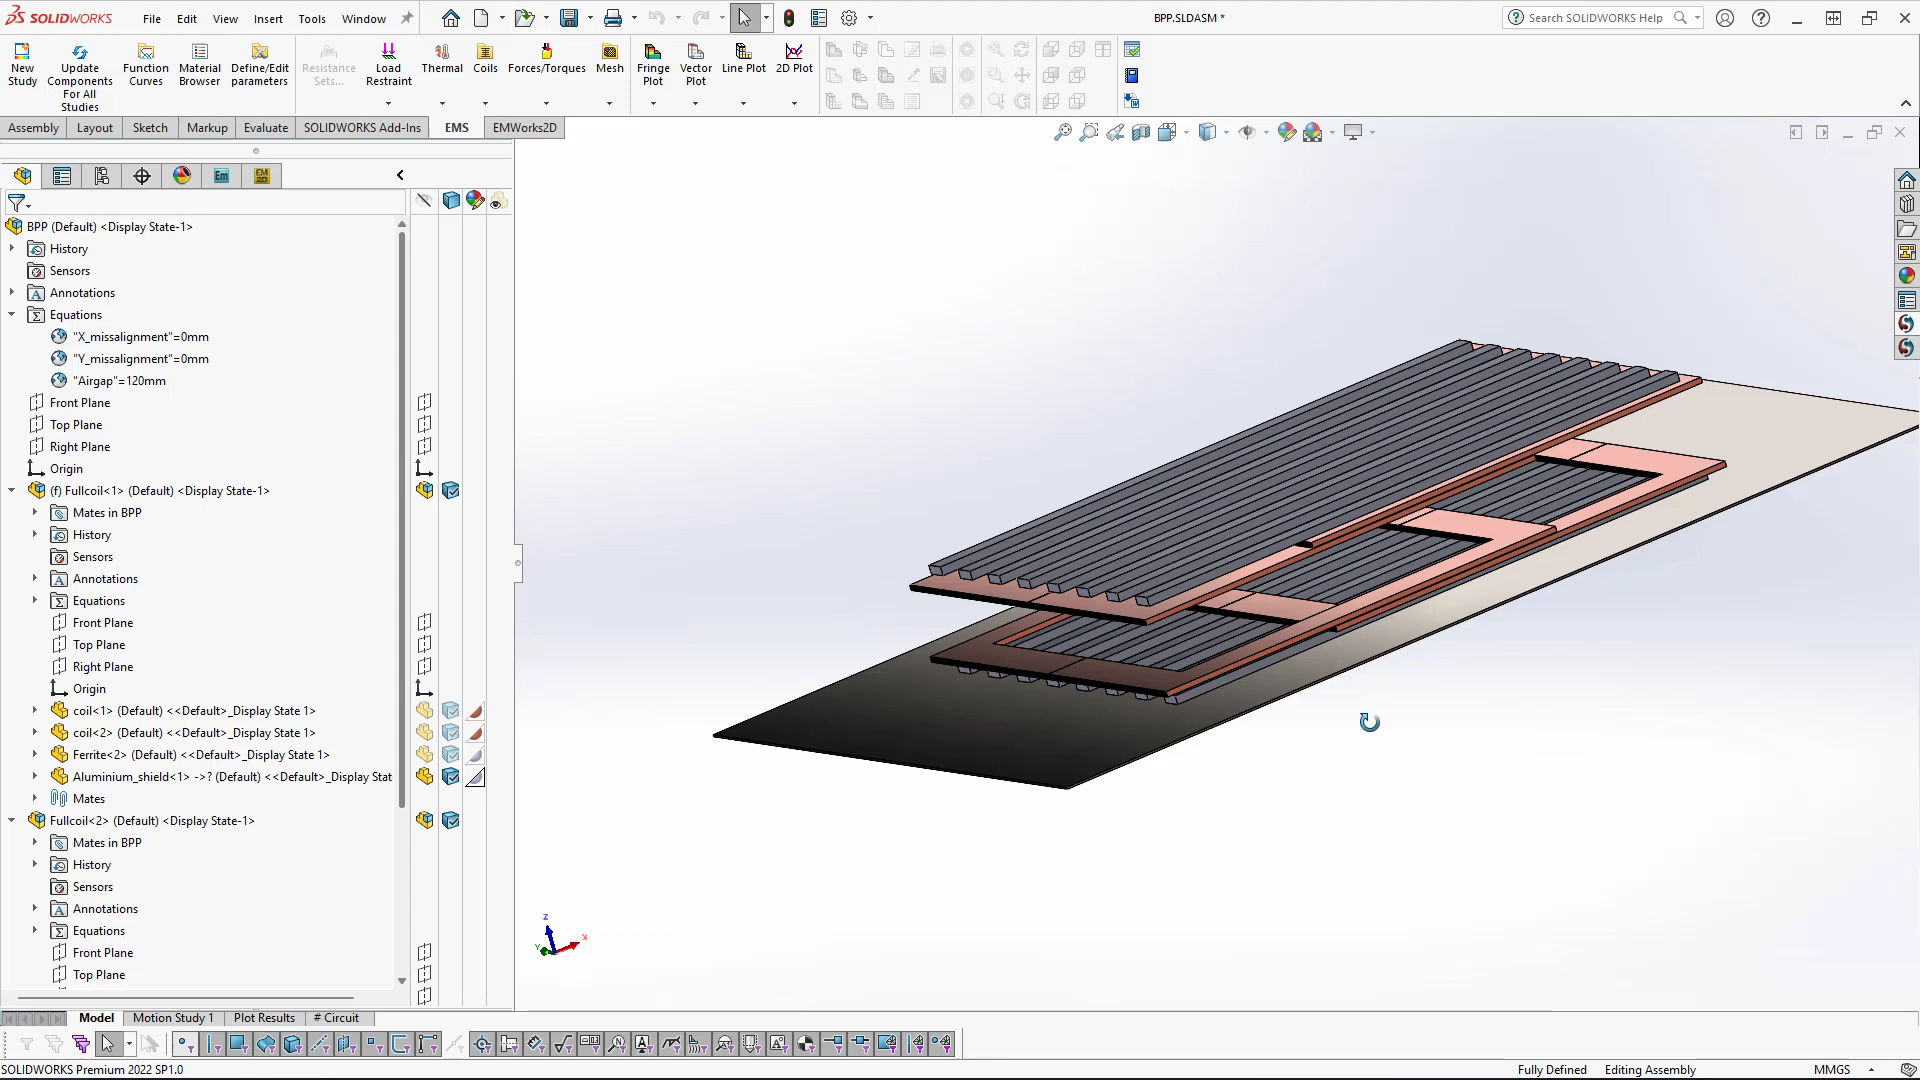 SOLIDWORKS
File Edit View Insert Tools Window
BPP.SLDASM *
Search SOLIDWORKS Help
New Study
Update Components For All Studies
Function Curves
Material Browser
Define/Edit parameters
Resistance Sets...
Load Restraint
Thermal
Coils
Forces/Torques
Mesh
Fringe Plot
Vector Plot
Line Plot
2D Plot
Assembly Layout Sketch Markup Evaluate SOLIDWORKS Add-Ins EMS EMWorks2D
BPP (Default) <Display State-1>
History
Sensors
Annotations
Equations
"X_missalignment"=0mm
"Y_missalignment"=0mm
"Airgap"=120mm
Front Plane
Top Plane
Right Plane
Origin
(f) Fullcoil<1> (Default) <Display State-1>
Mates in BPP
History
Sensors
Annotations
Equations
Front Plane
Top Plane
Right Plane
Origin
coil<1> (Default) <<Default>_Display State 1>
coil<2> (Default) <<Default>_Display State 1>
Ferrite<2> (Default) <<Default>_Display State 1>
Aluminium_shield<1> ->? (Default) <<Default>_Display Stat
Mates
Fullcoil<2> (Default) <Display State-1>
Mates in BPP
History
Sensors
Annotations
Equations
Front Plane
Top Plane
Z
X
Y
Model Motion Study 1 Plot Results # Circuit
SOLIDWORKS Premium 2022 SP1.0
Fully Defined Editing Assembly MMGS